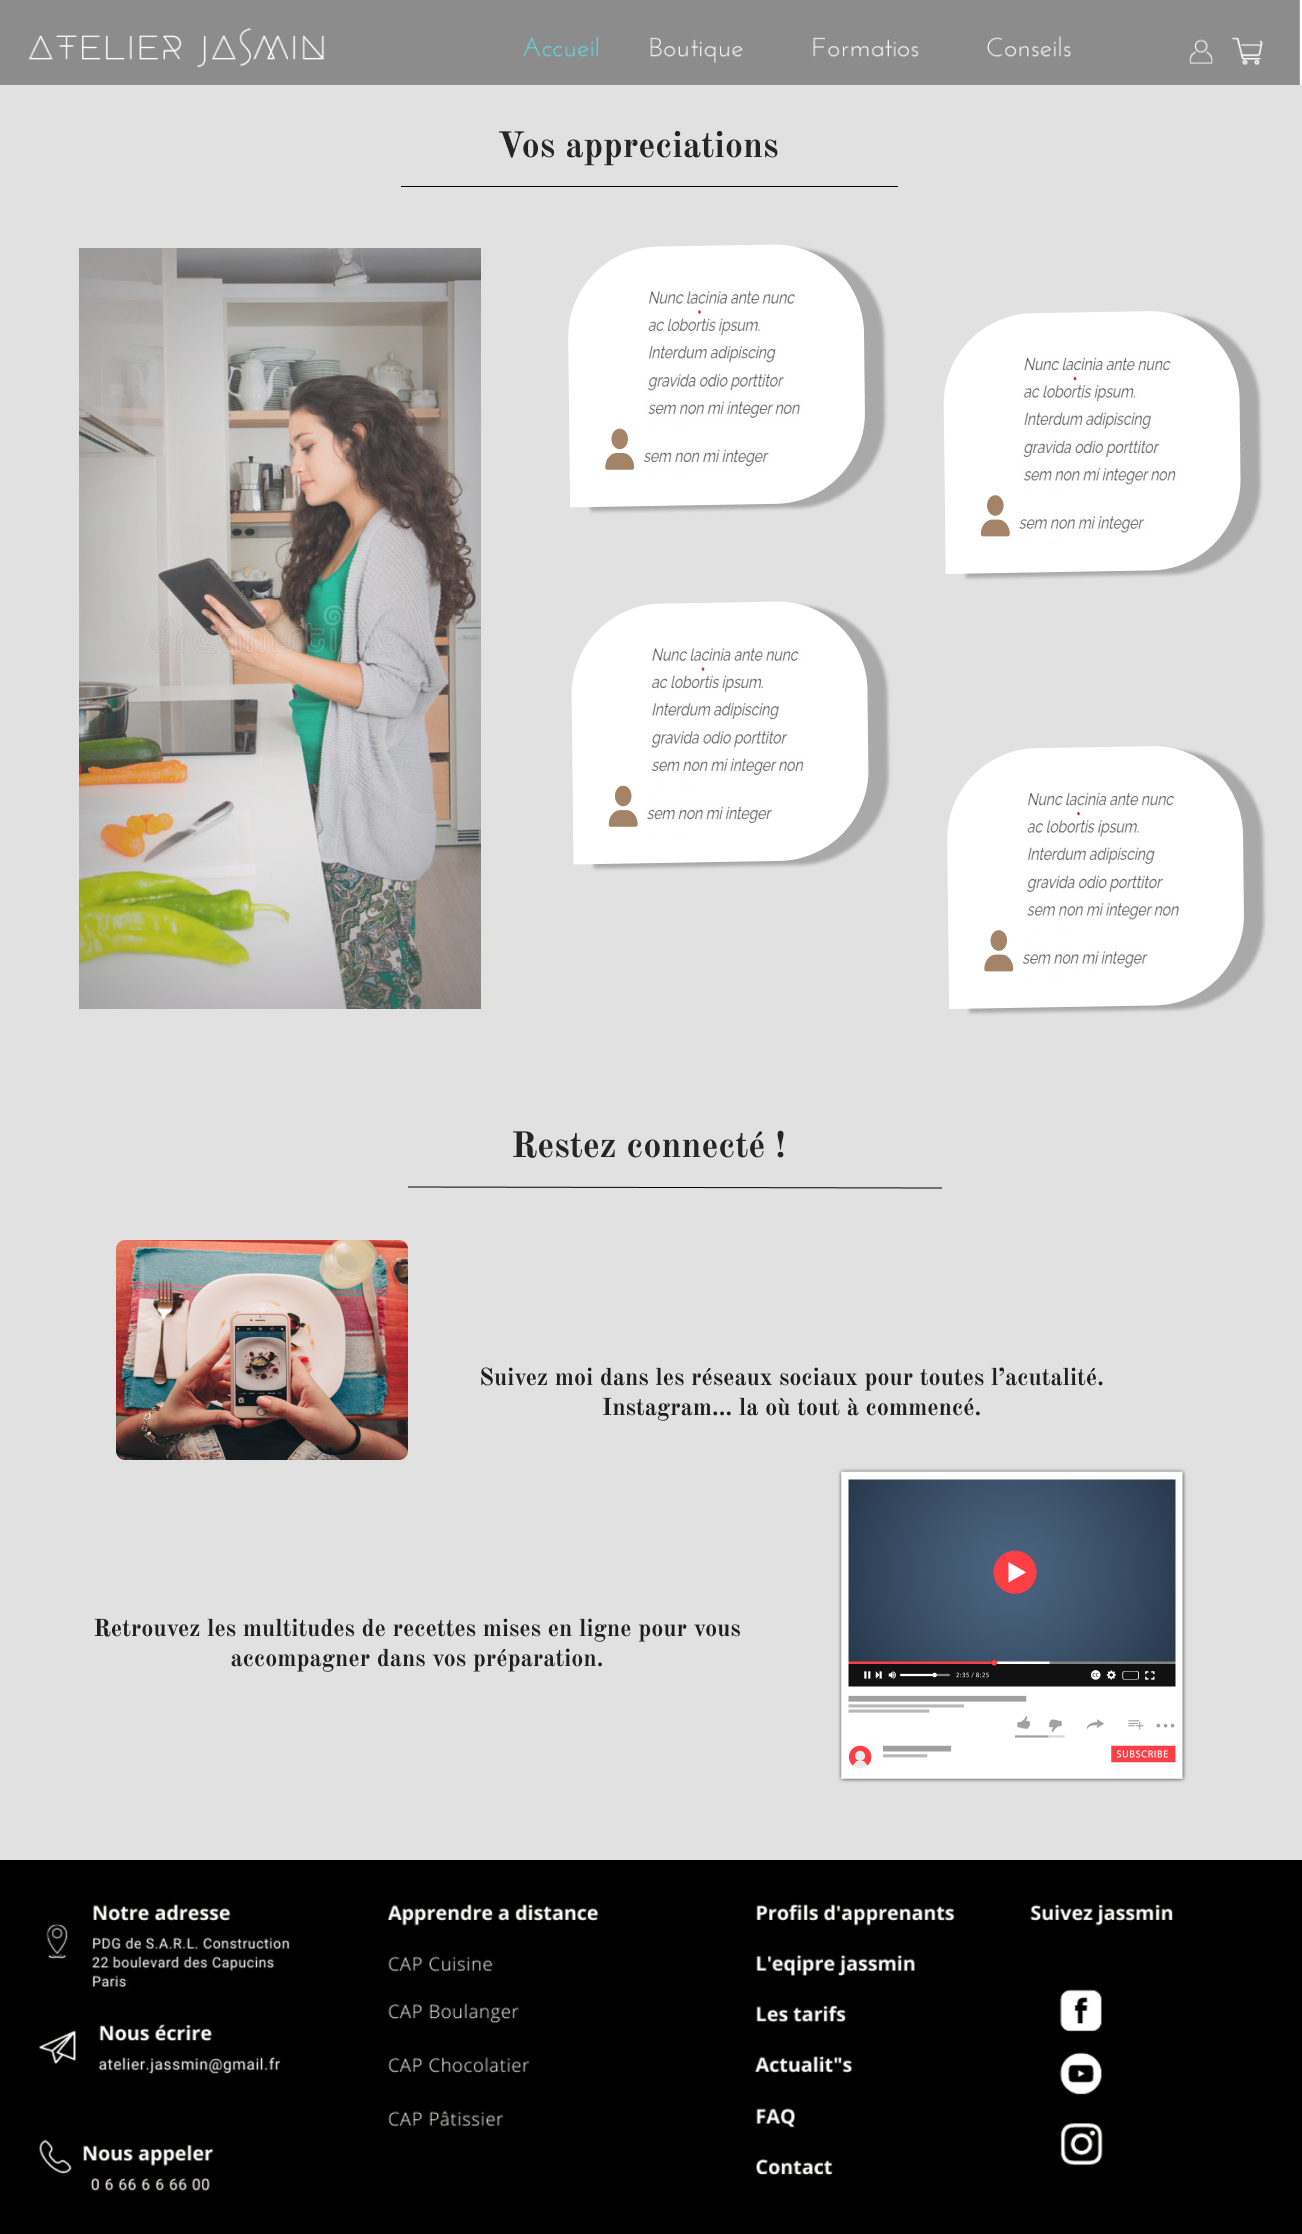 ATELIER JASMIN
Accueil
Boutique
Formatios
Conseils
Vos appreciations
Nunc lacinia ante nunc
ac lobortis ipsum.
Interdum adipiscing
gravida odio porttitor
sem non mi integer non
sem non mi integer
Nunc lacinia ante nunc
ac lobortis ipsum.
Interdum adipiscing
gravida odio porttitor
sem non mi integer non
sem non mi integer
Nunc lacinia ante nunc
ac lobortis ipsum.
Interdum adipiscing
gravida odio porttitor
sem non mi integer non
sem non mi integer
Nunc lacinia ante nunc
ac lobortis ipsum.
Interdum adipiscing
gravida odio porttitor
sem non mi integer non
sem non mi integer
dreamstime
Restez connecté !
Suivez moi dans les réseaux sociaux pour toutes l’acutalité.
Instagram... la où tout à commencé.
Retrouvez les multitudes de recettes mises en ligne pour vous
accompagner dans vos préparation.
2:35 / 8:25
SUBSCRIBE
Notre adresse
PDG de S.A.R.L. Construction
22 boulevard des Capucins
Paris
Nous écrire
atelier.jassmin@gmail.fr
Nous appeler
0 6 66 6 6 66 00
Apprendre a distance
CAP Cuisine
CAP Boulanger
CAP Chocolatier
CAP Pâtissier
Profils d'apprenants
L'eqipre jassmin
Les tarifs
Actualit"s
FAQ
Contact
Suivez jassmin